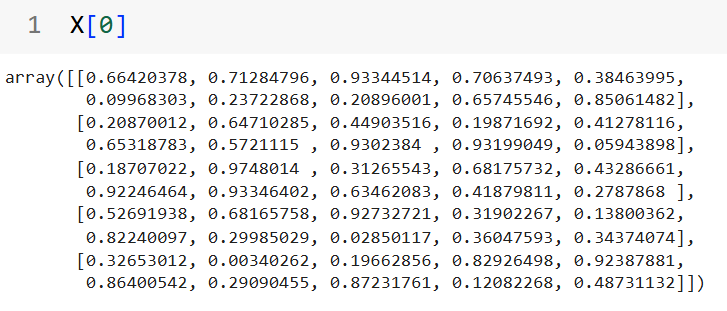 1 X[0]
array([[0.66420378, 0.71284796, 0.93344514, 0.70637493, 0.38463995,
0.09968303, 0.23722868, 0.20896001, 0.65745546, 0.85061482],
[0.20870012, 0.64710285, 0.44903516, 0.19871692, 0.41278116,
0.65318783, 0.5721115 , 0.9302384 , 0.93199049, 0.05943898],
[0.18707022, 0.9748014 , 0.31265543, 0.68175732, 0.43286661,
0.92246464, 0.93346402, 0.63462083, 0.41879811, 0.2787868 ],
[0.52691938, 0.68165758, 0.92732721, 0.31902267, 0.13800362,
0.82240097, 0.29985029, 0.02850117, 0.36047593, 0.34374074],
[0.32653012, 0.00340262, 0.19662856, 0.82926498, 0.92387881,
0.86400542, 0.29090455, 0.87231761, 0.12082268, 0.48731132]])